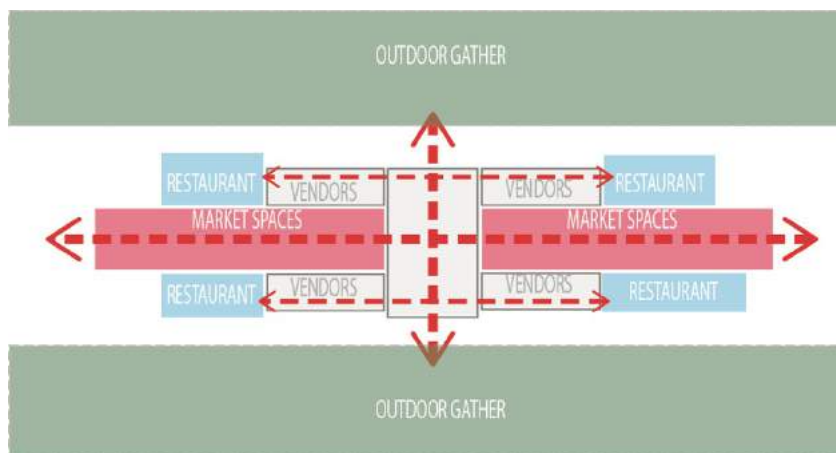 OUTDOOR GATHER
RESTAURANT
VENDORS
VENDORS
RESTAURANT
MARKET SPACES
MARKET SPACES
RESTAURANT
VENDORS
VENDORS
RESTAURANT
OUTDOOR GATHER